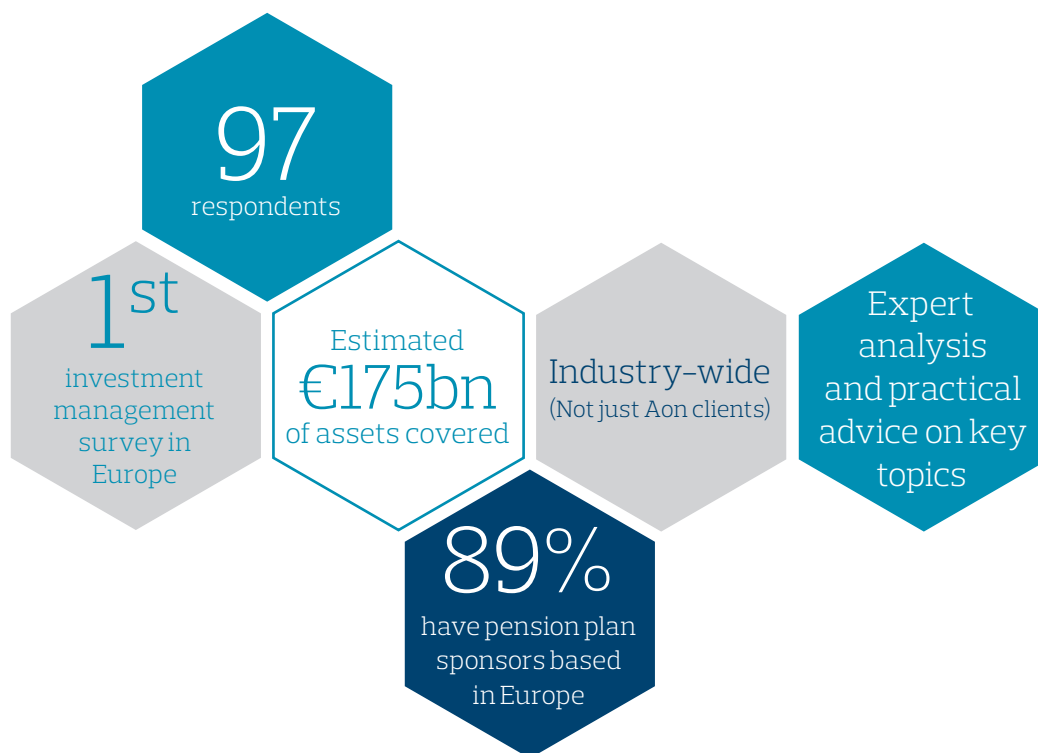 97
respondents
1st
investment
management
survey in
Europe
Estimated
€175bn
of assets covered
Industry-wide
(Not just Aon clients)
Expert
analysis
and practical
advice on key
topics
89%
have pension plan
sponsors based
in Europe